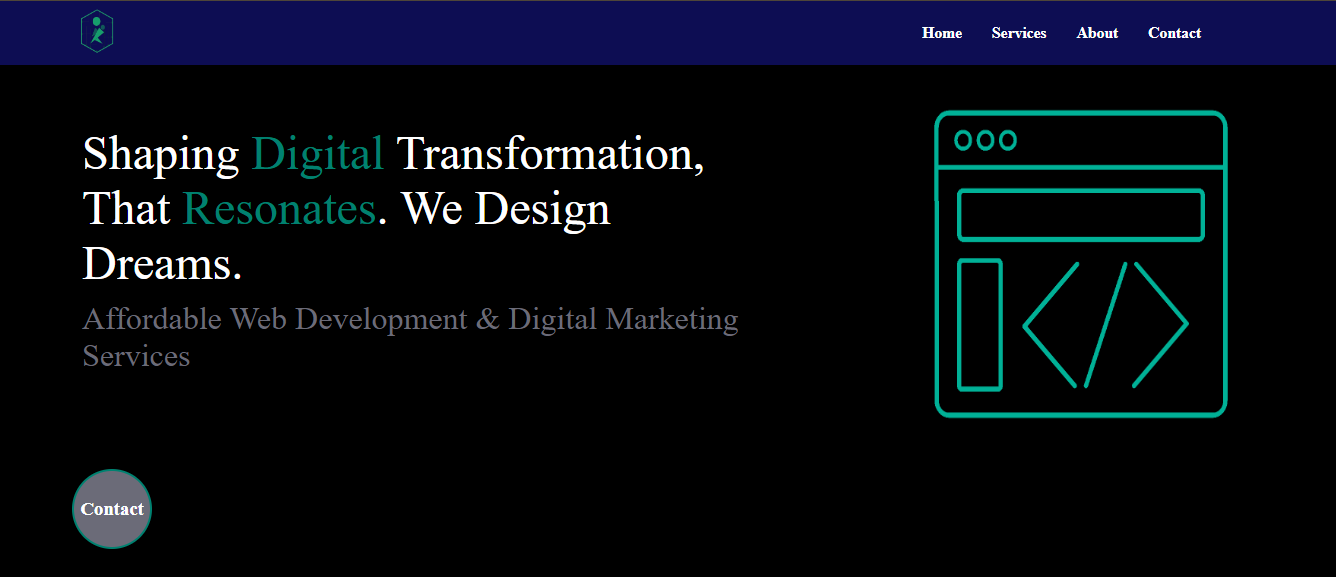 Home Services About Contact
Shaping Digital Transformation,
That Resonates. We Design
Dreams.
Affordable Web Development & Digital Marketing
Services
Contact